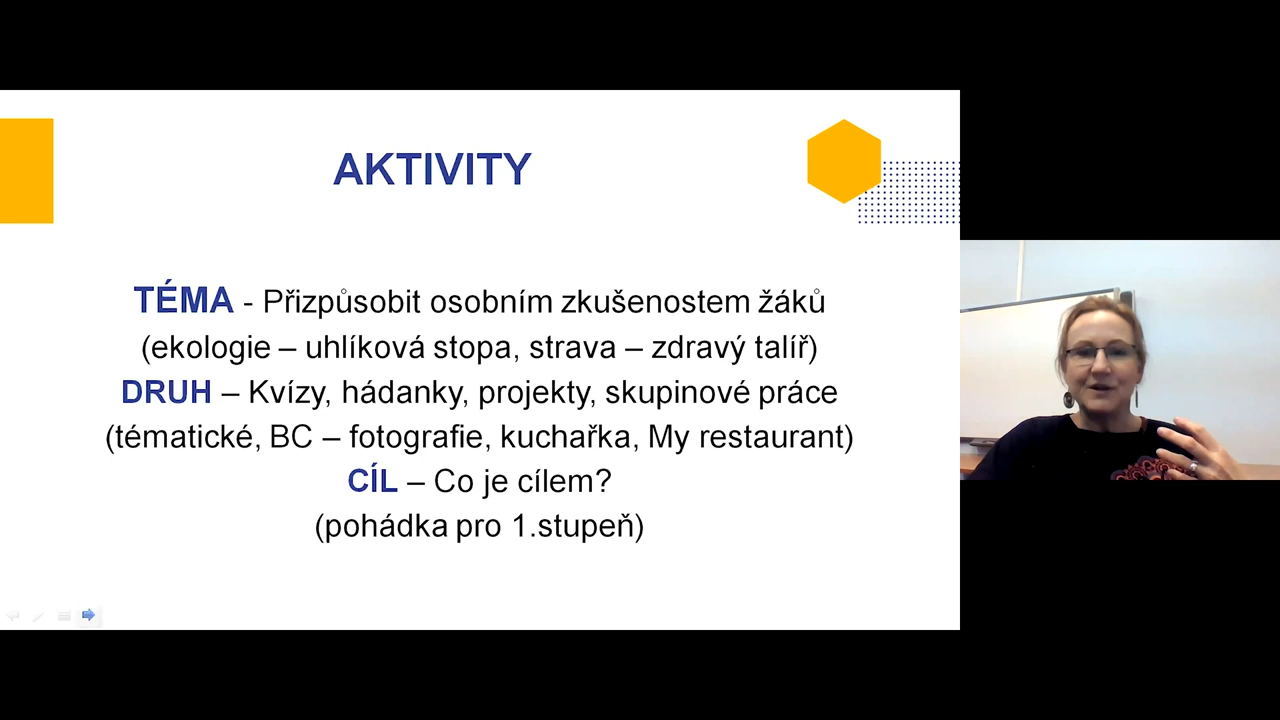 AKTIVITY
TÉMA - Přizpůsobit osobním zkušenostem žáků
(ekologie – uhlíková stopa, strava – zdravý talíř)
DRUH – Kvízy, hádanky, projekty, skupinové práce
(tématické, BC – fotografie, kuchařka, My restaurant)
CÍL – Co je cílem?
(pohádka pro 1.stupeň)